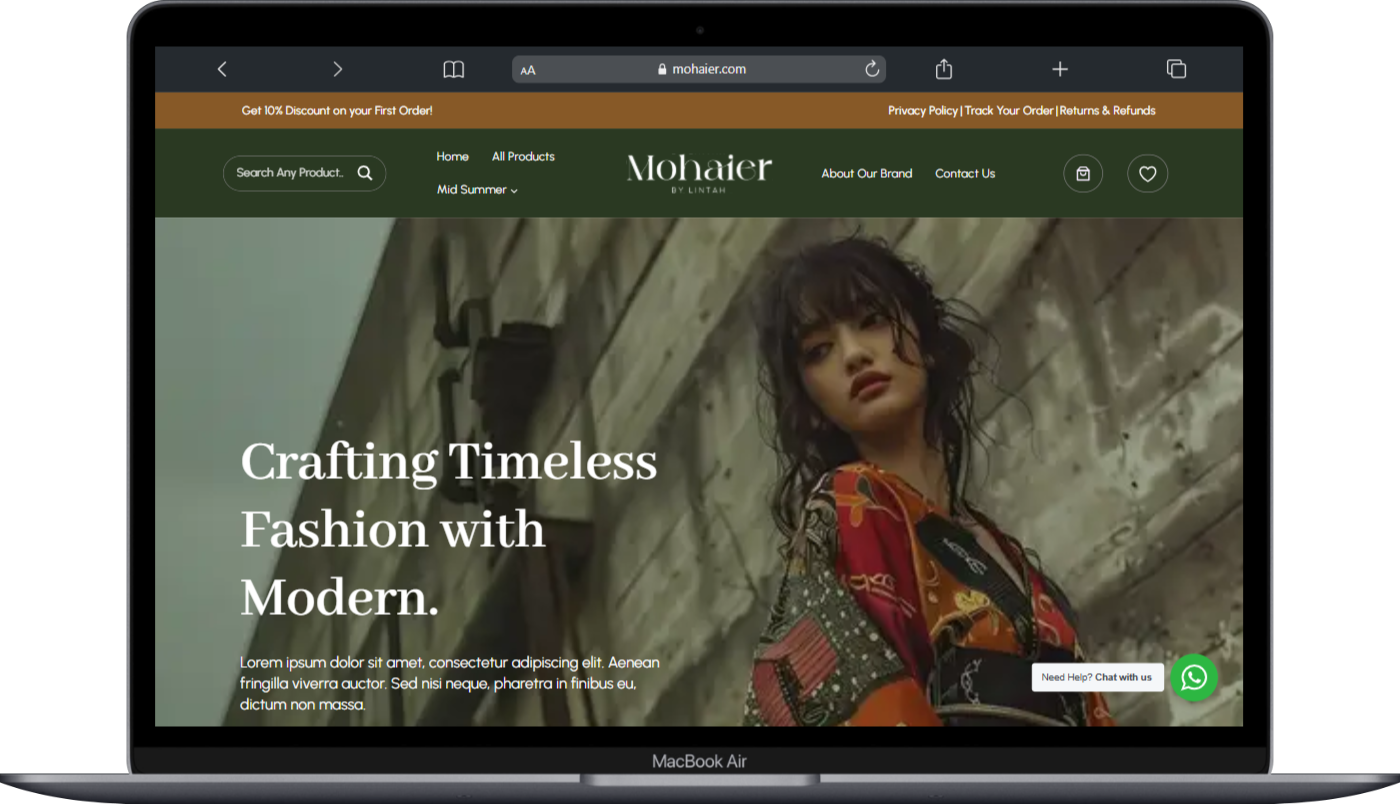 AA
mohaier.com
Get 10% Discount on your First Order!
Privacy Policy | Track Your Order | Returns & Refunds
Search Any Product..
Home All Products
Mid Summer
Mohaier
BY LINTAH
About Our Brand Contact Us
Crafting Timeless
Fashion with
Modern.
Lorem ipsum dolor sit amet, consectetur adipiscing elit. Aenean
fringilla viverra auctor. Sed nisi neque, pharetra in finibus eu,
dictum non massa.
Need Help? Chat with us
MacBook Air